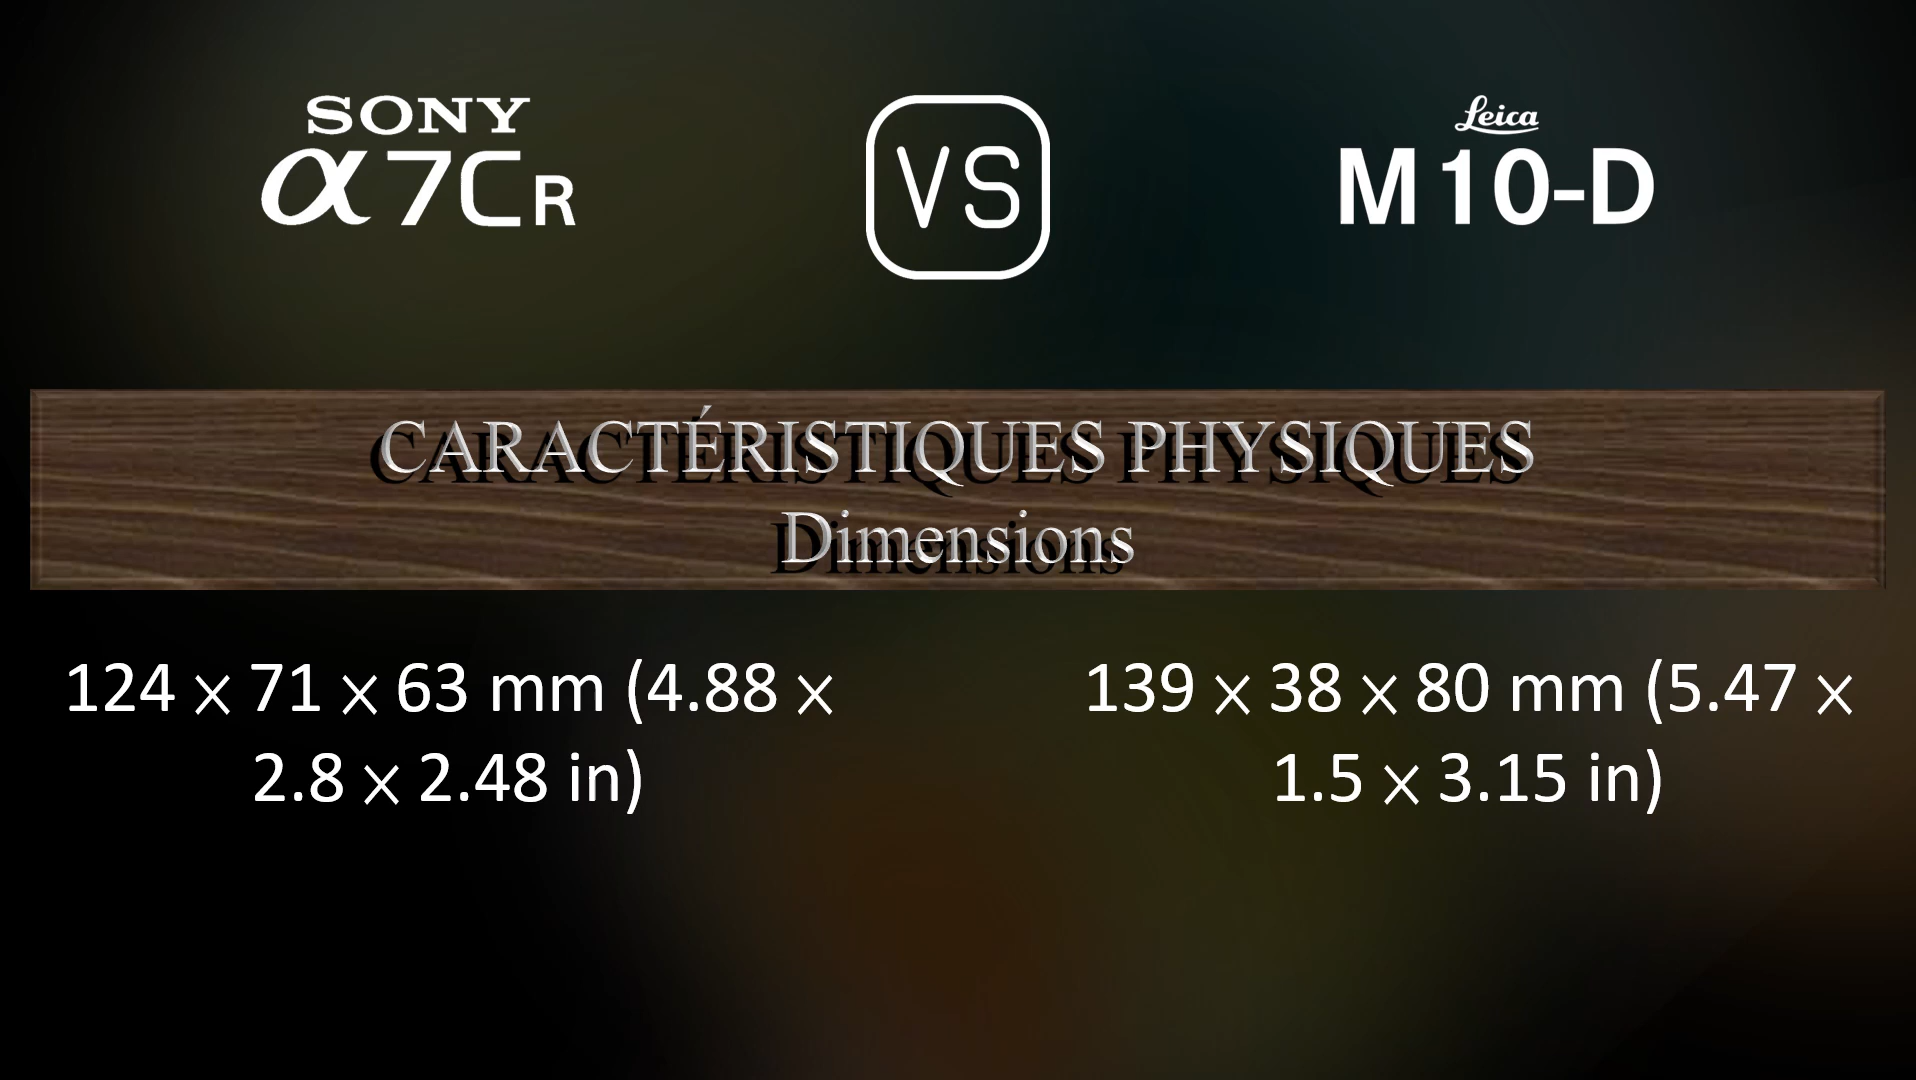 SONY
α7CR
VS
Leica
M10-D
CARACTÉRISTIQUES PHYSIQUES
Dimensions
124 x 71 x 63 mm (4.88 x
2.8 x 2.48 in)
139 x 38 x 80 mm (5.47 x
1.5 x 3.15 in)